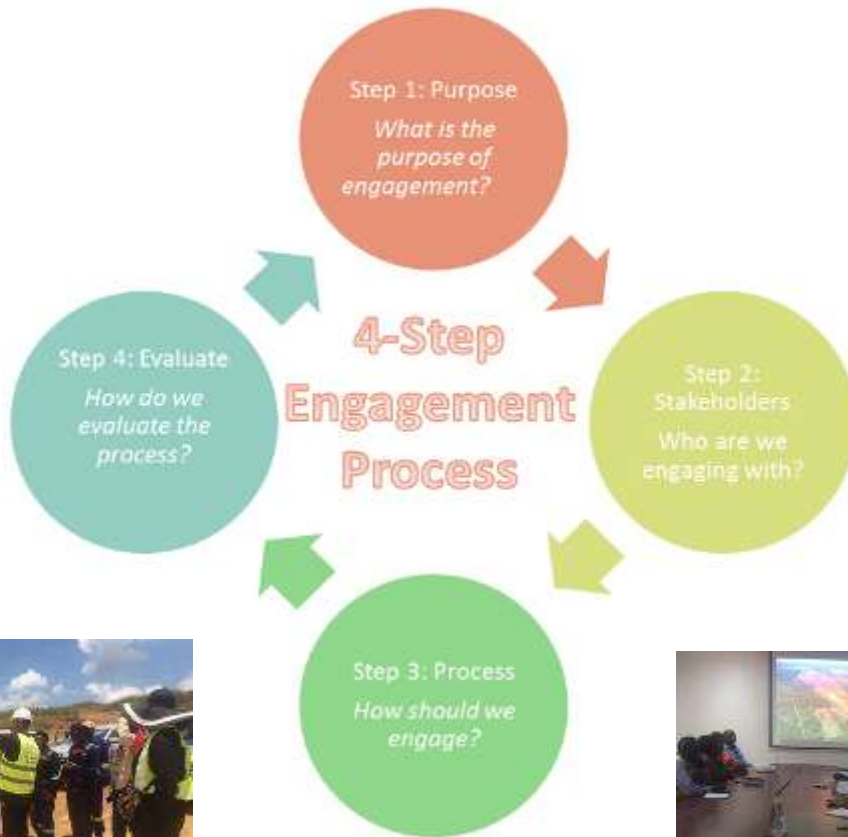 Step 1: Purpose
What is the
purpose of
engagement?
4-Step
Engagement
Process
Step 2:
Stakeholders
Who are we
engaging with?
Step 3: Process
How should we
engage?
Step 4: Evaluate
How do we
evaluate the
process?